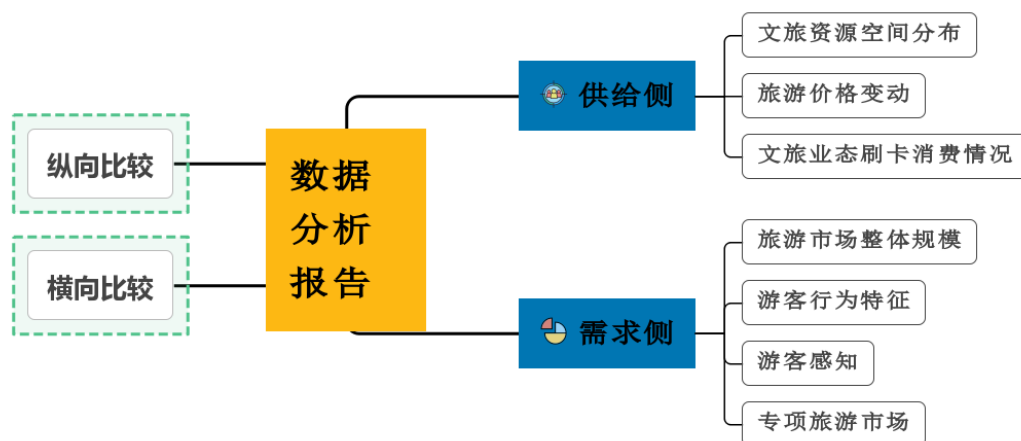 纵向比较
横向比较
数据
分析
报告
供给侧
文旅资源空间分布
旅游价格变动
文旅业态刷卡消费情况
需求侧
旅游市场整体规模
游客行为特征
游客感知
专项旅游市场